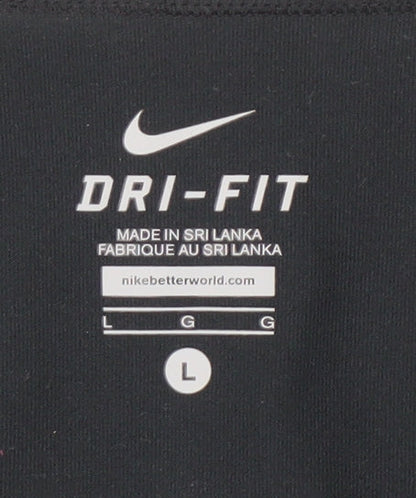 DRI-FIT
MADE IN SRI LANKA
FABRIQUE AU SRI LANKA
nikebetterworld.com
L G G
L